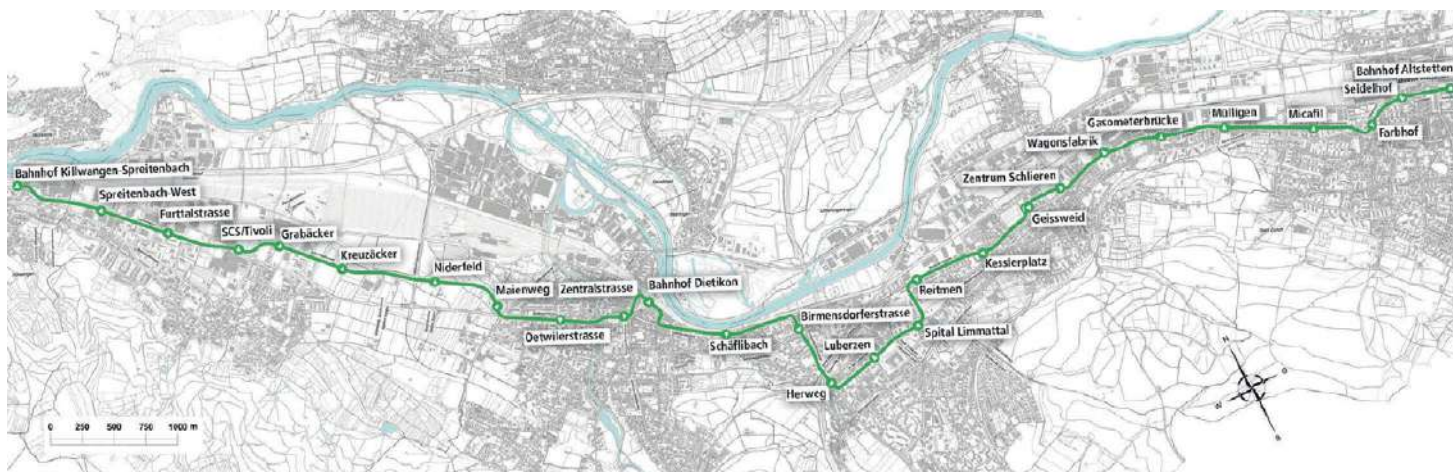 Bahnhof Killwangen-Spreitenbach
Spreitenbach-West
Furttalstrasse
SCS/Tivoli
Grabäcker
Kreuzäcker
Niderfeld
Maienweg
Oetwilerstrasse
Zentralstrasse
Bahnhof Dietikon
Schäflibach
Birmensdorferstrasse
Herweg
Luberzen
Spital Limmattal
Reitmen
Kesslerplatz
Geissweid
Zentrum Schlieren
Wagonsfabrik
Gasometerbrücke
Mülligen
Micafil
Farbhof
Seidelhof
Bahnhof Altstetten
0 250 500 750 1000 m
N
O
W
S